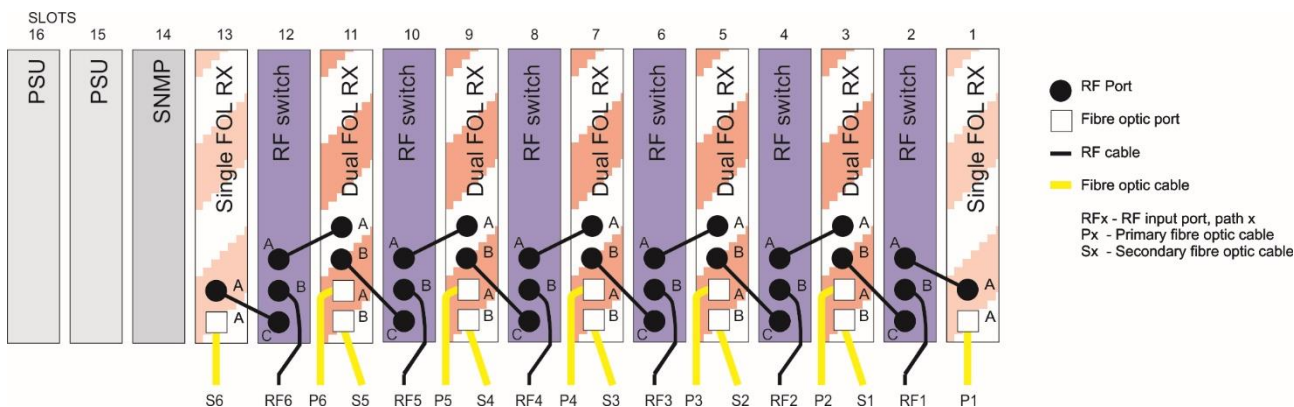 SLOTS
16 15 14 13 12 11 10 9 8 7 6 5 4 3 2 1
PSU
PSU
SNMP
Single FOL RX
RF switch
Dual FOL RX
RF switch
Dual FOL RX
RF switch
Dual FOL RX
RF switch
Dual FOL RX
RF switch
Dual FOL RX
RF switch
Single FOL RX
A A
A B C
A B A B
A B C
A B A B
A B C
A B A B
A B C
A B A B
A B C
A B A B
A B C
A A
S6 RF6 P6 S5 RF5 P5 S4 RF4 P4 S3 RF3 P3 S2 RF2 P2 S1 RF1 P1
RF Port
Fibre optic port
RF cable
Fibre optic cable
RFx - RF input port, path x
Px - Primary fibre optic cable
Sx - Secondary fibre optic cable